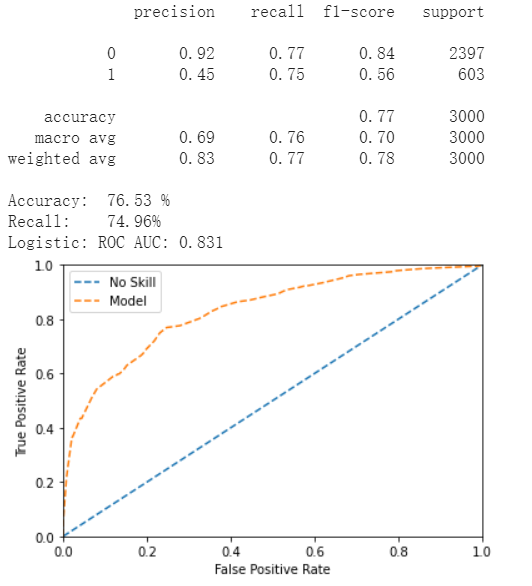 precision recall f1-score support
0 0.92 0.77 0.84 2397
1 0.45 0.75 0.56 603
accuracy 0.77 3000
macro avg 0.69 0.76 0.70 3000
weighted avg 0.83 0.77 0.78 3000
Accuracy: 76.53 %
Recall: 74.96%
Logistic: ROC AUC: 0.831
1.0
No Skill
Model
0.8
0.6
True Positive Rate
0.4
0.2
0.0
0.0 0.2 0.4 0.6 0.8 1.0
False Positive Rate